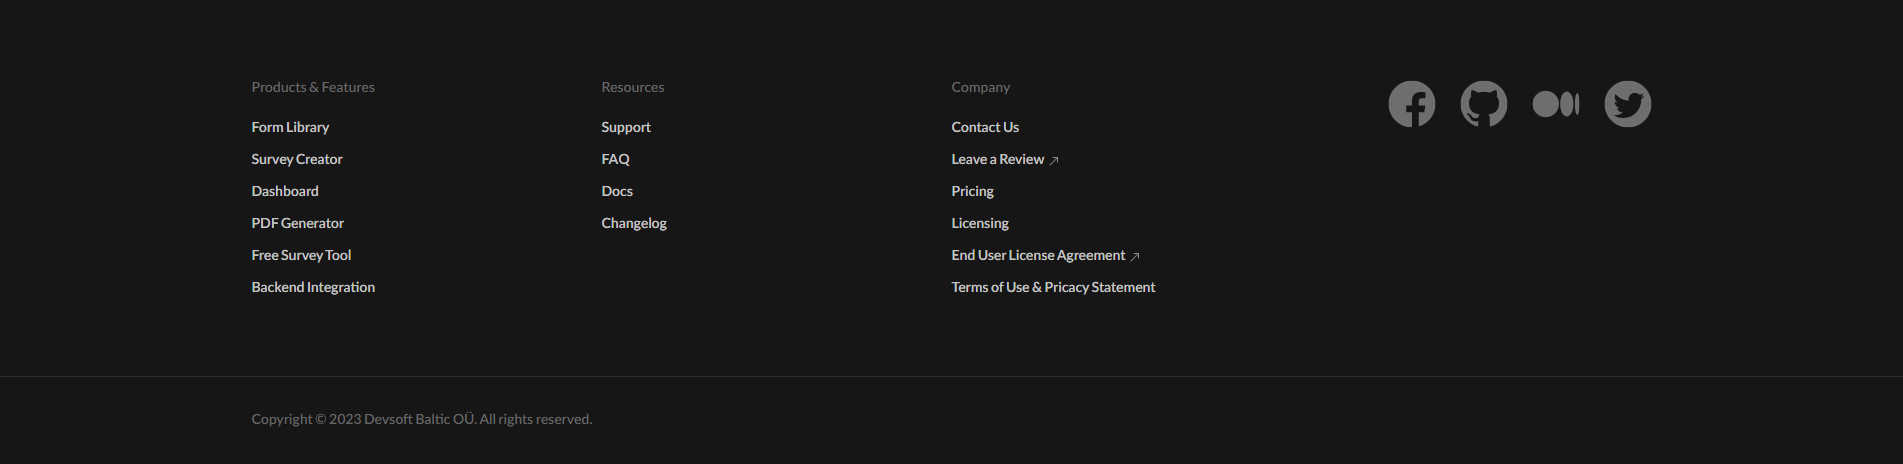 Products & Features
Form Library
Survey Creator
Dashboard
PDF Generator
Free Survey Tool
Backend Integration
Resources
Support
FAQ
Docs
Changelog
Company
Contact Us
Leave a Review ↗
Pricing
Licensing
End User License Agreement ↗
Terms of Use & Pricacy Statement
Copyright © 2023 Devsoft Baltic OÜ. All rights reserved.